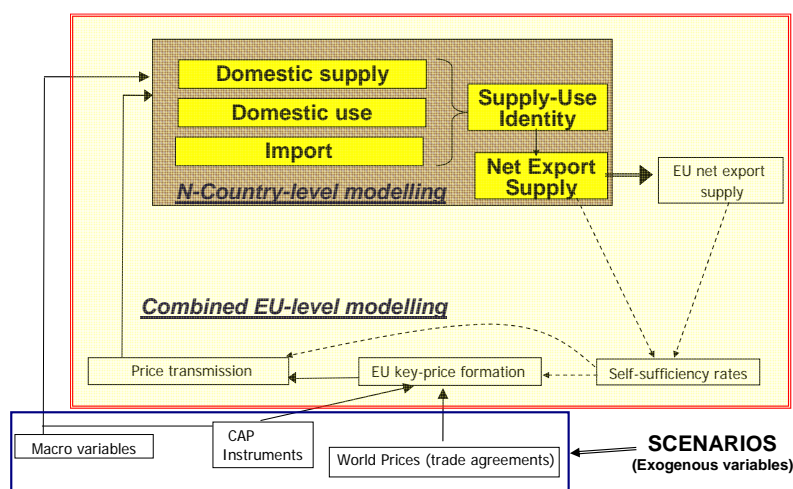 Domestic supply
Domestic use
Import
Supply-Use
Identity
Net Export
Supply
EU net export
supply
N-Country-level modelling
Combined EU-level modelling
Price transmission
EU key-price formation
Self-sufficiency rates
Macro variables
CAP
Instruments
World Prices (trade agreements)
SCENARIOS
(Exogenous variables)